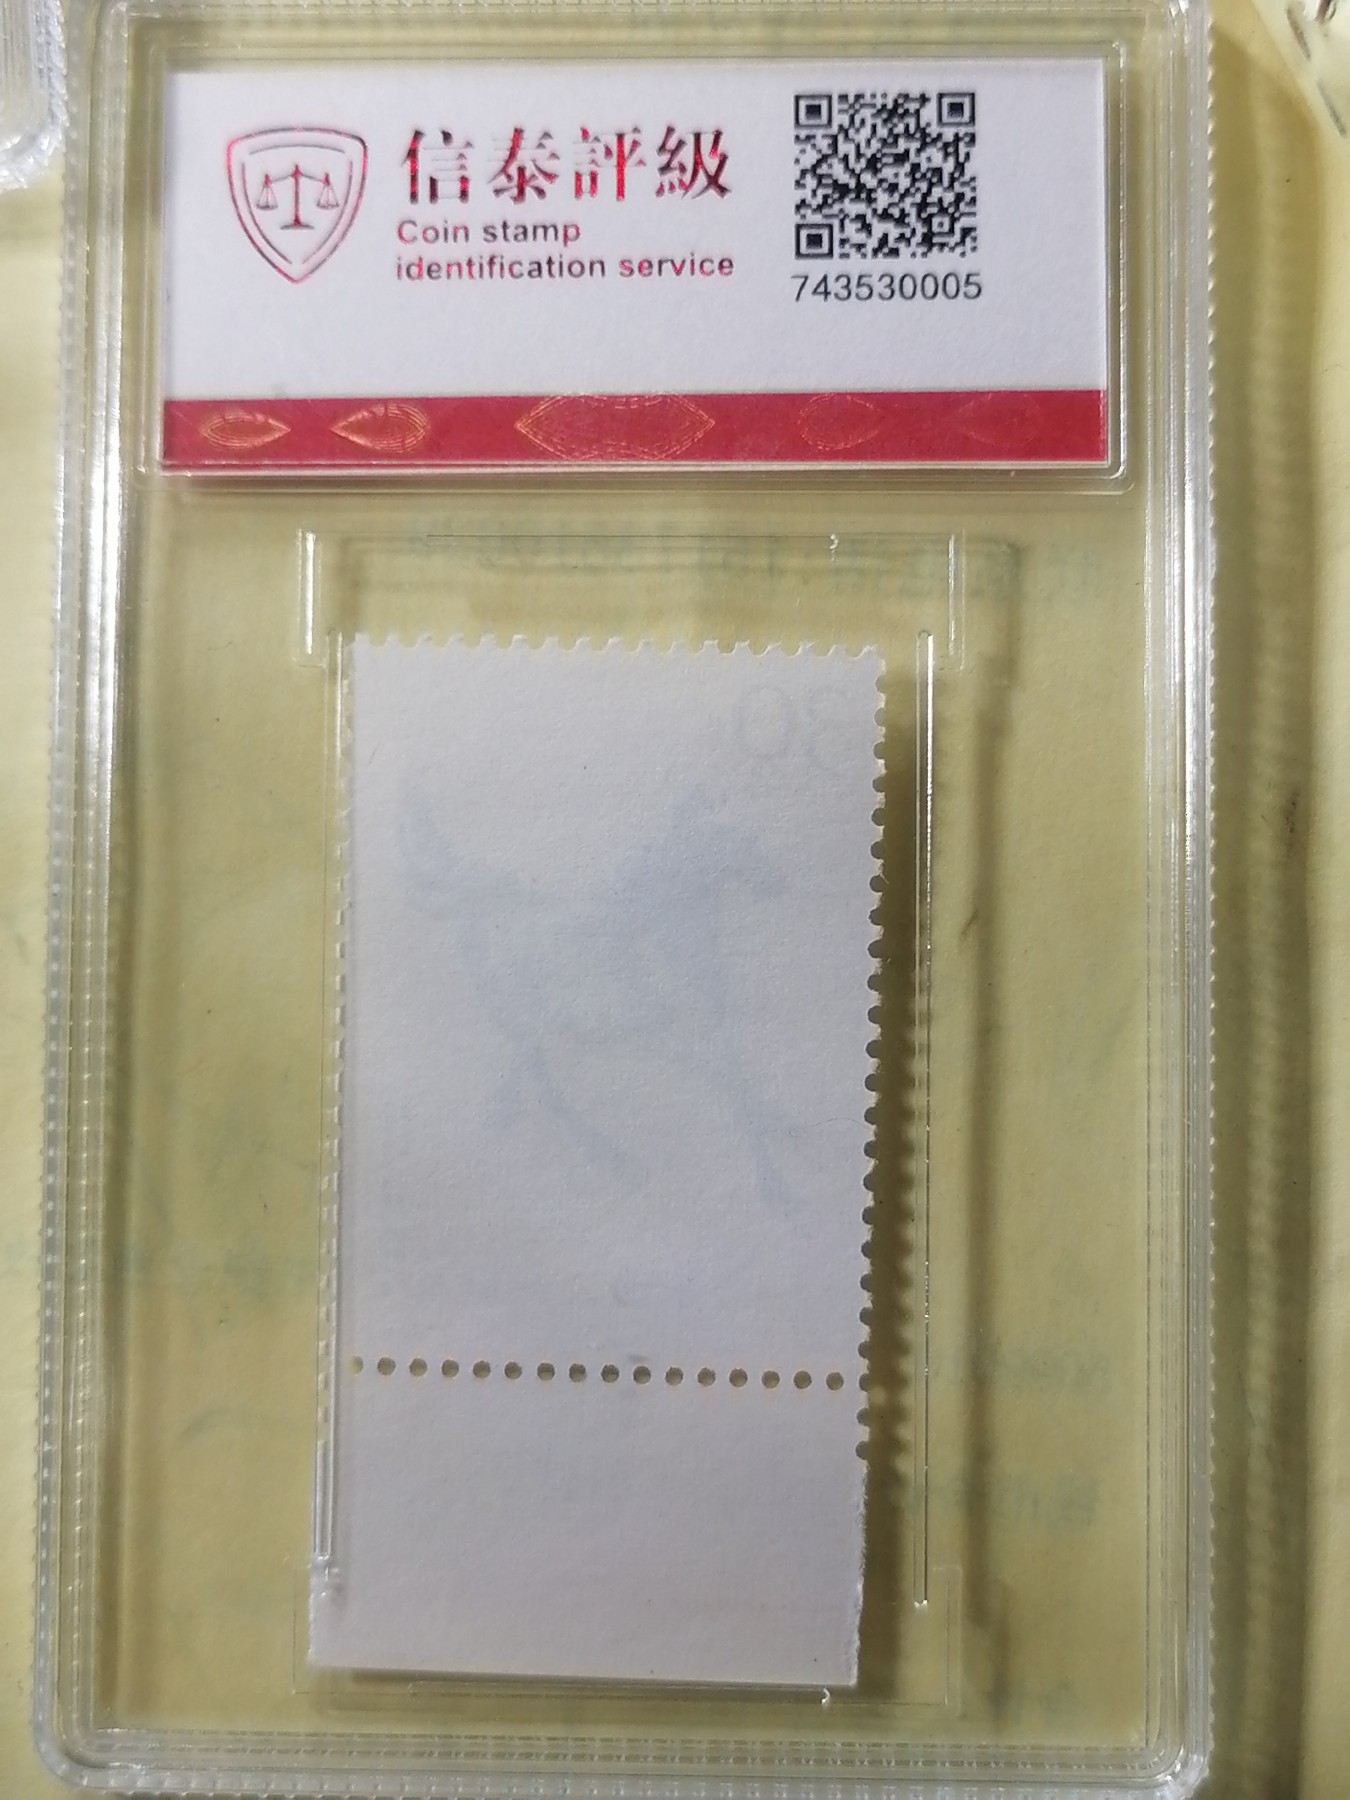 信泰評級
Coin stamp
identification service
743530005